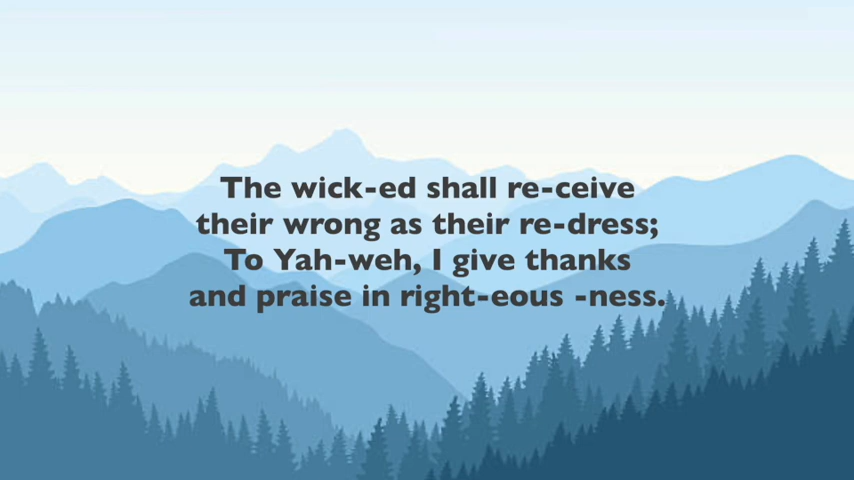 The wick-ed shall re-ceive
their wrong as their re-dress;
To Yah-weh, I give thanks
and praise in right-eous -ness.